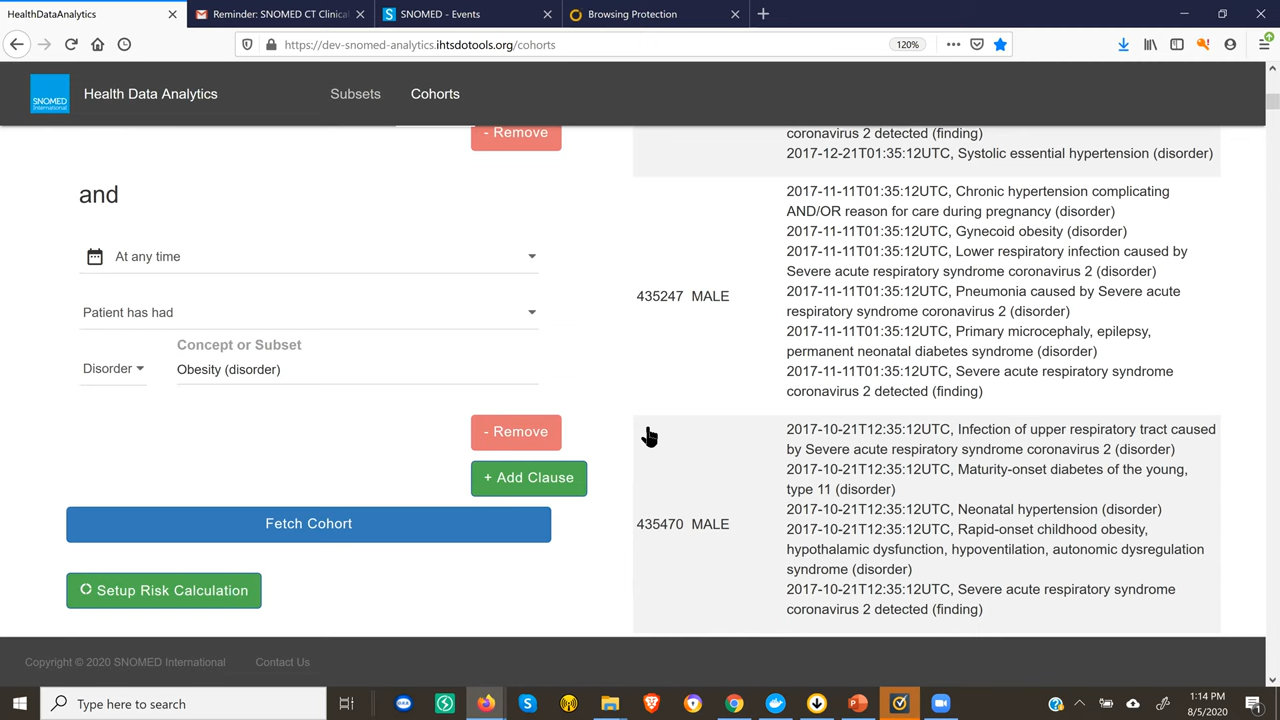 HealthDataAnalytics
Reminder: SNOMED CT Clinical
SNOMED - Events
Browsing Protection
https://dev-snomed-analytics.ihtsdotools.org/cohorts
120%
SNOMED
International
Health Data Analytics
Subsets
Cohorts
- Remove
and
At any time
Patient has had
Concept or Subset
Disorder
Obesity (disorder)
- Remove
+ Add Clause
Fetch Cohort
Setup Risk Calculation
coronavirus 2 detected (finding)
2017-12-21T01:35:12UTC, Systolic essential hypertension (disorder)
435247 MALE
2017-11-11T01:35:12UTC, Chronic hypertension complicating
AND/OR reason for care during pregnancy (disorder)
2017-11-11T01:35:12UTC, Gynecoid obesity (disorder)
2017-11-11T01:35:12UTC, Lower respiratory infection caused by
Severe acute respiratory syndrome coronavirus 2 (disorder)
2017-11-11T01:35:12UTC, Pneumonia caused by Severe acute
respiratory syndrome coronavirus 2 (disorder)
2017-11-11T01:35:12UTC, Primary microcephaly, epilepsy,
permanent neonatal diabetes syndrome (disorder)
2017-11-11T01:35:12UTC, Severe acute respiratory syndrome
coronavirus 2 detected (finding)
435470 MALE
2017-10-21T12:35:12UTC, Infection of upper respiratory tract caused
by Severe acute respiratory syndrome coronavirus 2 (disorder)
2017-10-21T12:35:12UTC, Maturity-onset diabetes of the young,
type 11 (disorder)
2017-10-21T12:35:12UTC, Neonatal hypertension (disorder)
2017-10-21T12:35:12UTC, Rapid-onset childhood obesity,
hypothalamic dysfunction, hypoventilation, autonomic dysregulation
syndrome (disorder)
2017-10-21T12:35:12UTC, Severe acute respiratory syndrome
coronavirus 2 detected (finding)
Copyright © 2020 SNOMED International
Contact Us
Type here to search
1:14 PM
8/5/2020